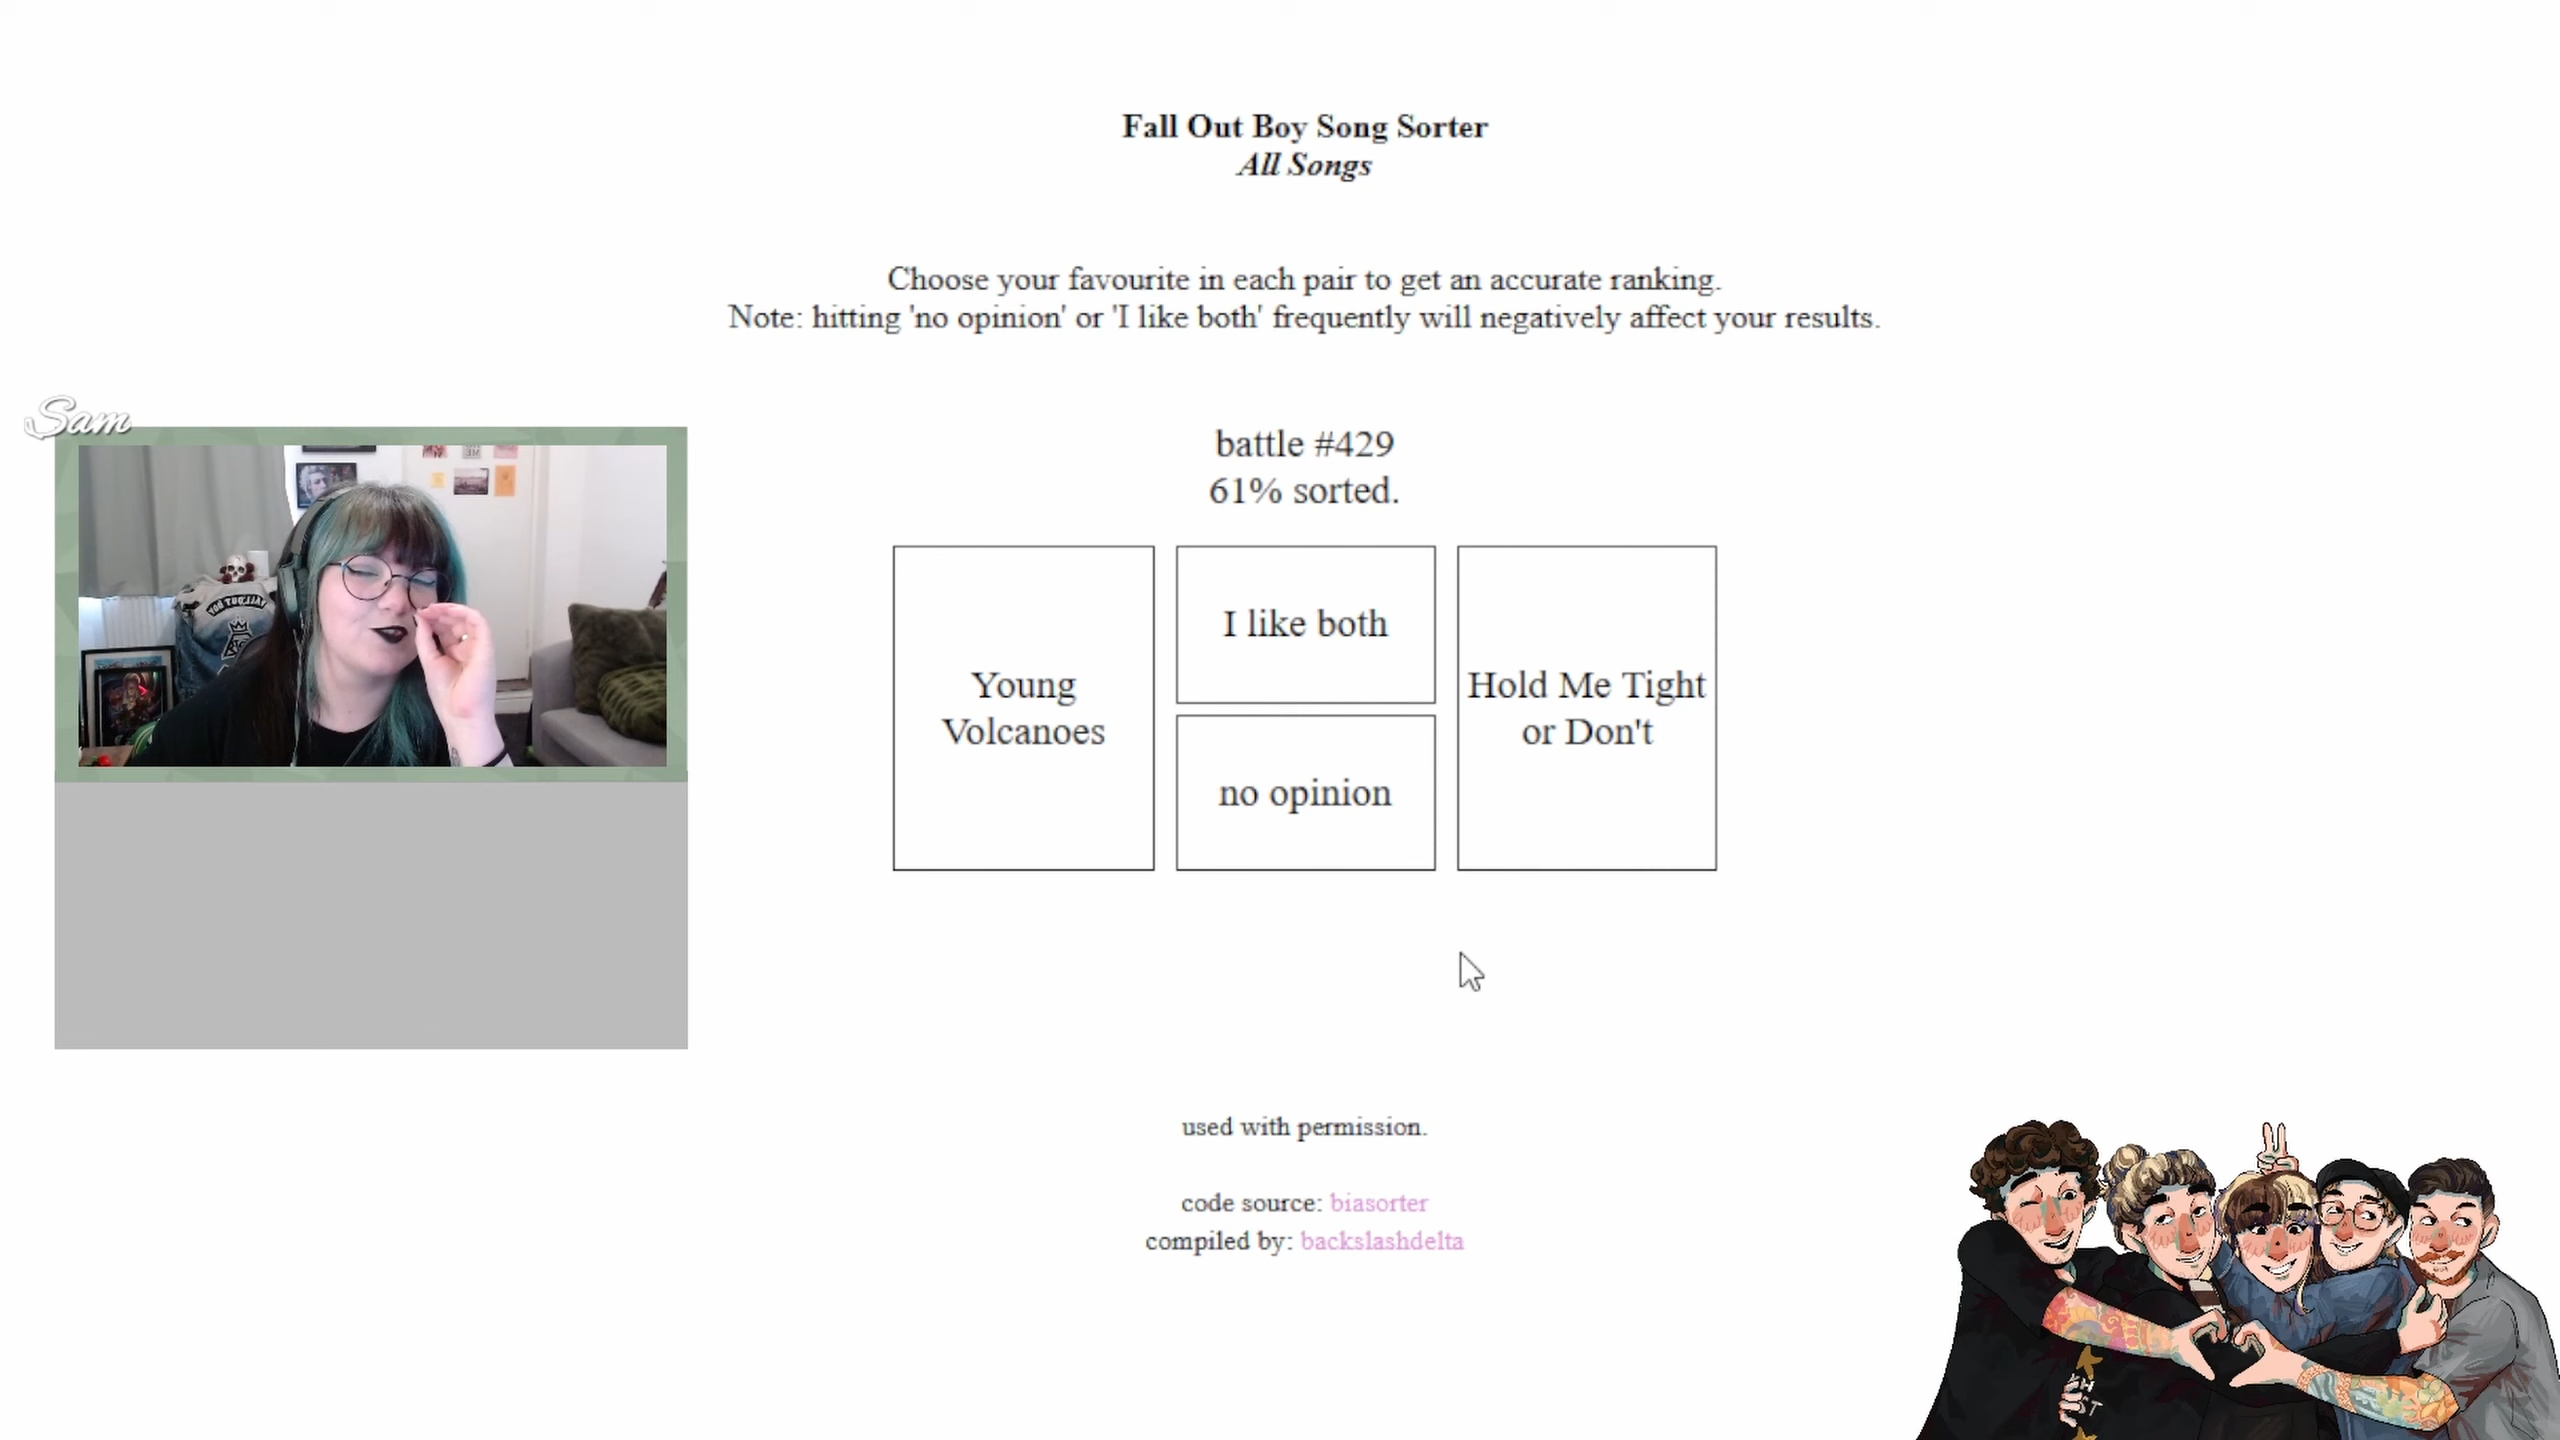 Fall Out Boy Song Sorter
All Songs
Choose your favourite in each pair to get an accurate ranking.
Note: hitting 'no opinion' or 'I like both' frequently will negatively affect your results.
Sam
battle #429
61% sorted.
Young
Volcanoes
I like both
no opinion
Hold Me Tight
or Don't
used with permission.
code source: biasorter
compiled by: backslashdelta